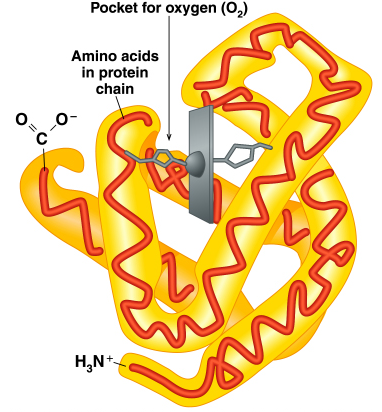 Pocket for oxygen (O₂)
Amino acids
in protein
chain
O O⁻
C
H₃N⁺